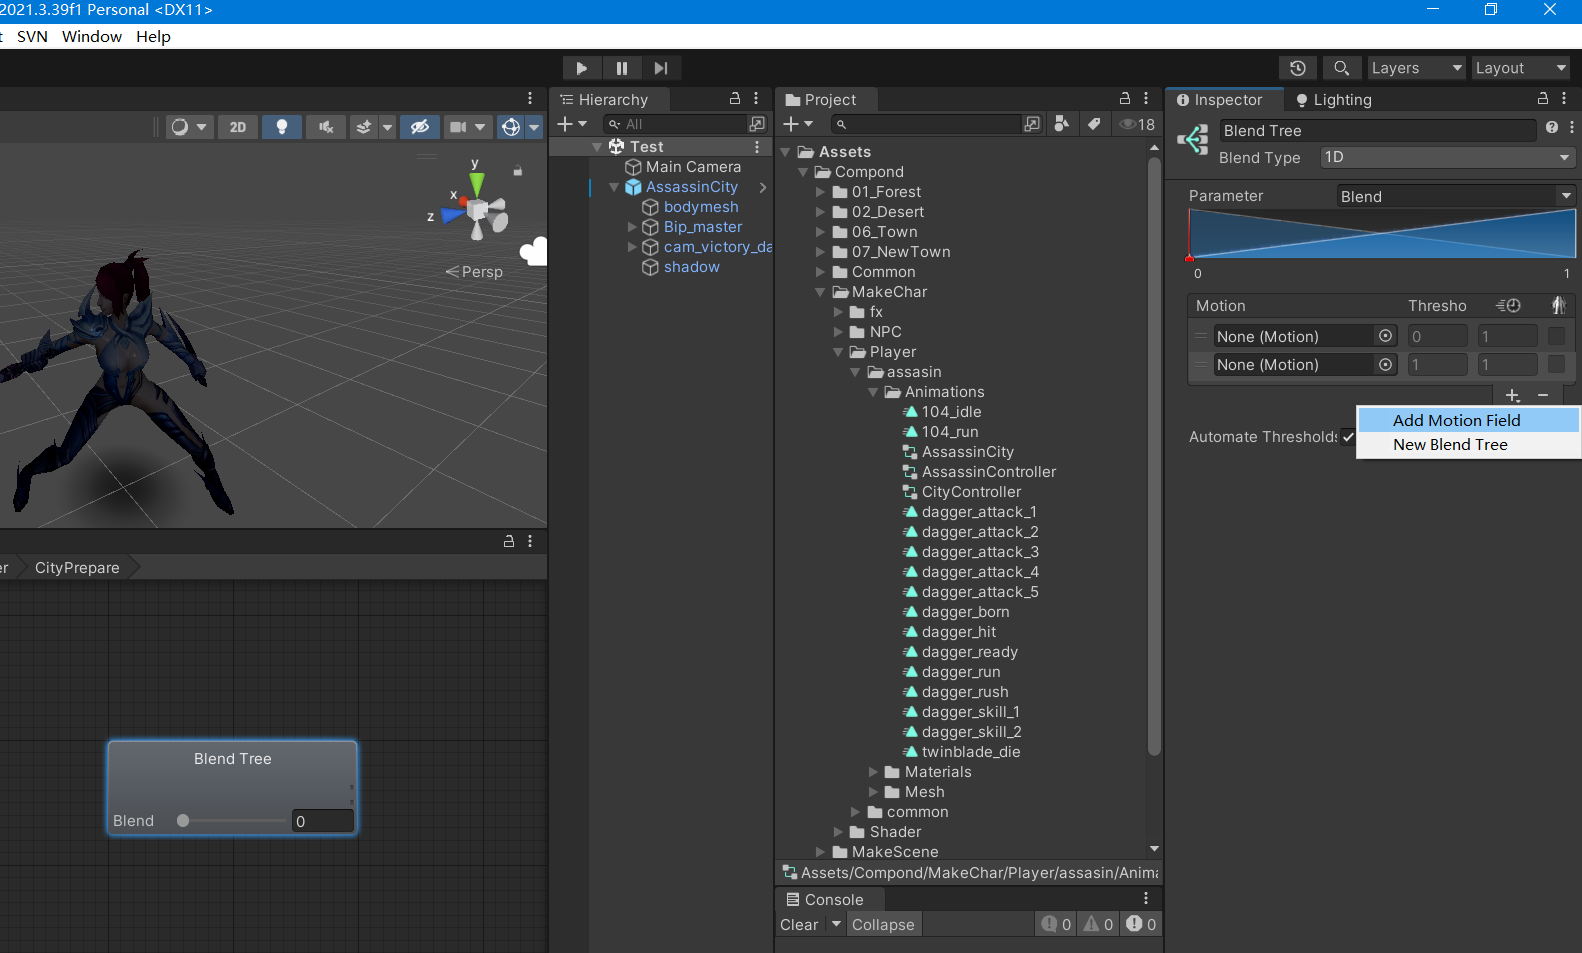 2021.3.39f1 Personal <DX11>
t SVN Window Help
Layers
Layout
2D
y
x
z
Persp
er
CityPrepare
Blend Tree
Blend
0
Hierarchy
All
Test
Main Camera
AssassinCity
bodymesh
Bip_master
cam_victory_da
shadow
Project
18
Assets
Compond
01_Forest
02_Desert
06_Town
07_NewTown
Common
MakeChar
fx
NPC
Player
assasin
Animations
104_idle
104_run
AssassinCity
AssassinController
CityController
dagger_attack_1
dagger_attack_2
dagger_attack_3
dagger_attack_4
dagger_attack_5
dagger_born
dagger_hit
dagger_ready
dagger_run
dagger_rush
dagger_skill_1
dagger_skill_2
twinblade_die
Materials
Mesh
common
Shader
MakeScene
Assets/Compond/MakeChar/Player/assasin/Anima
Console
Clear Collapse 0 0 0
Inspector Lighting
Blend Tree
Blend Type 1D
Parameter Blend
0 1
Motion Thresho
None (Motion) 0 1
None (Motion) 1 1
Add Motion Field
Automate Thresholds
New Blend Tree